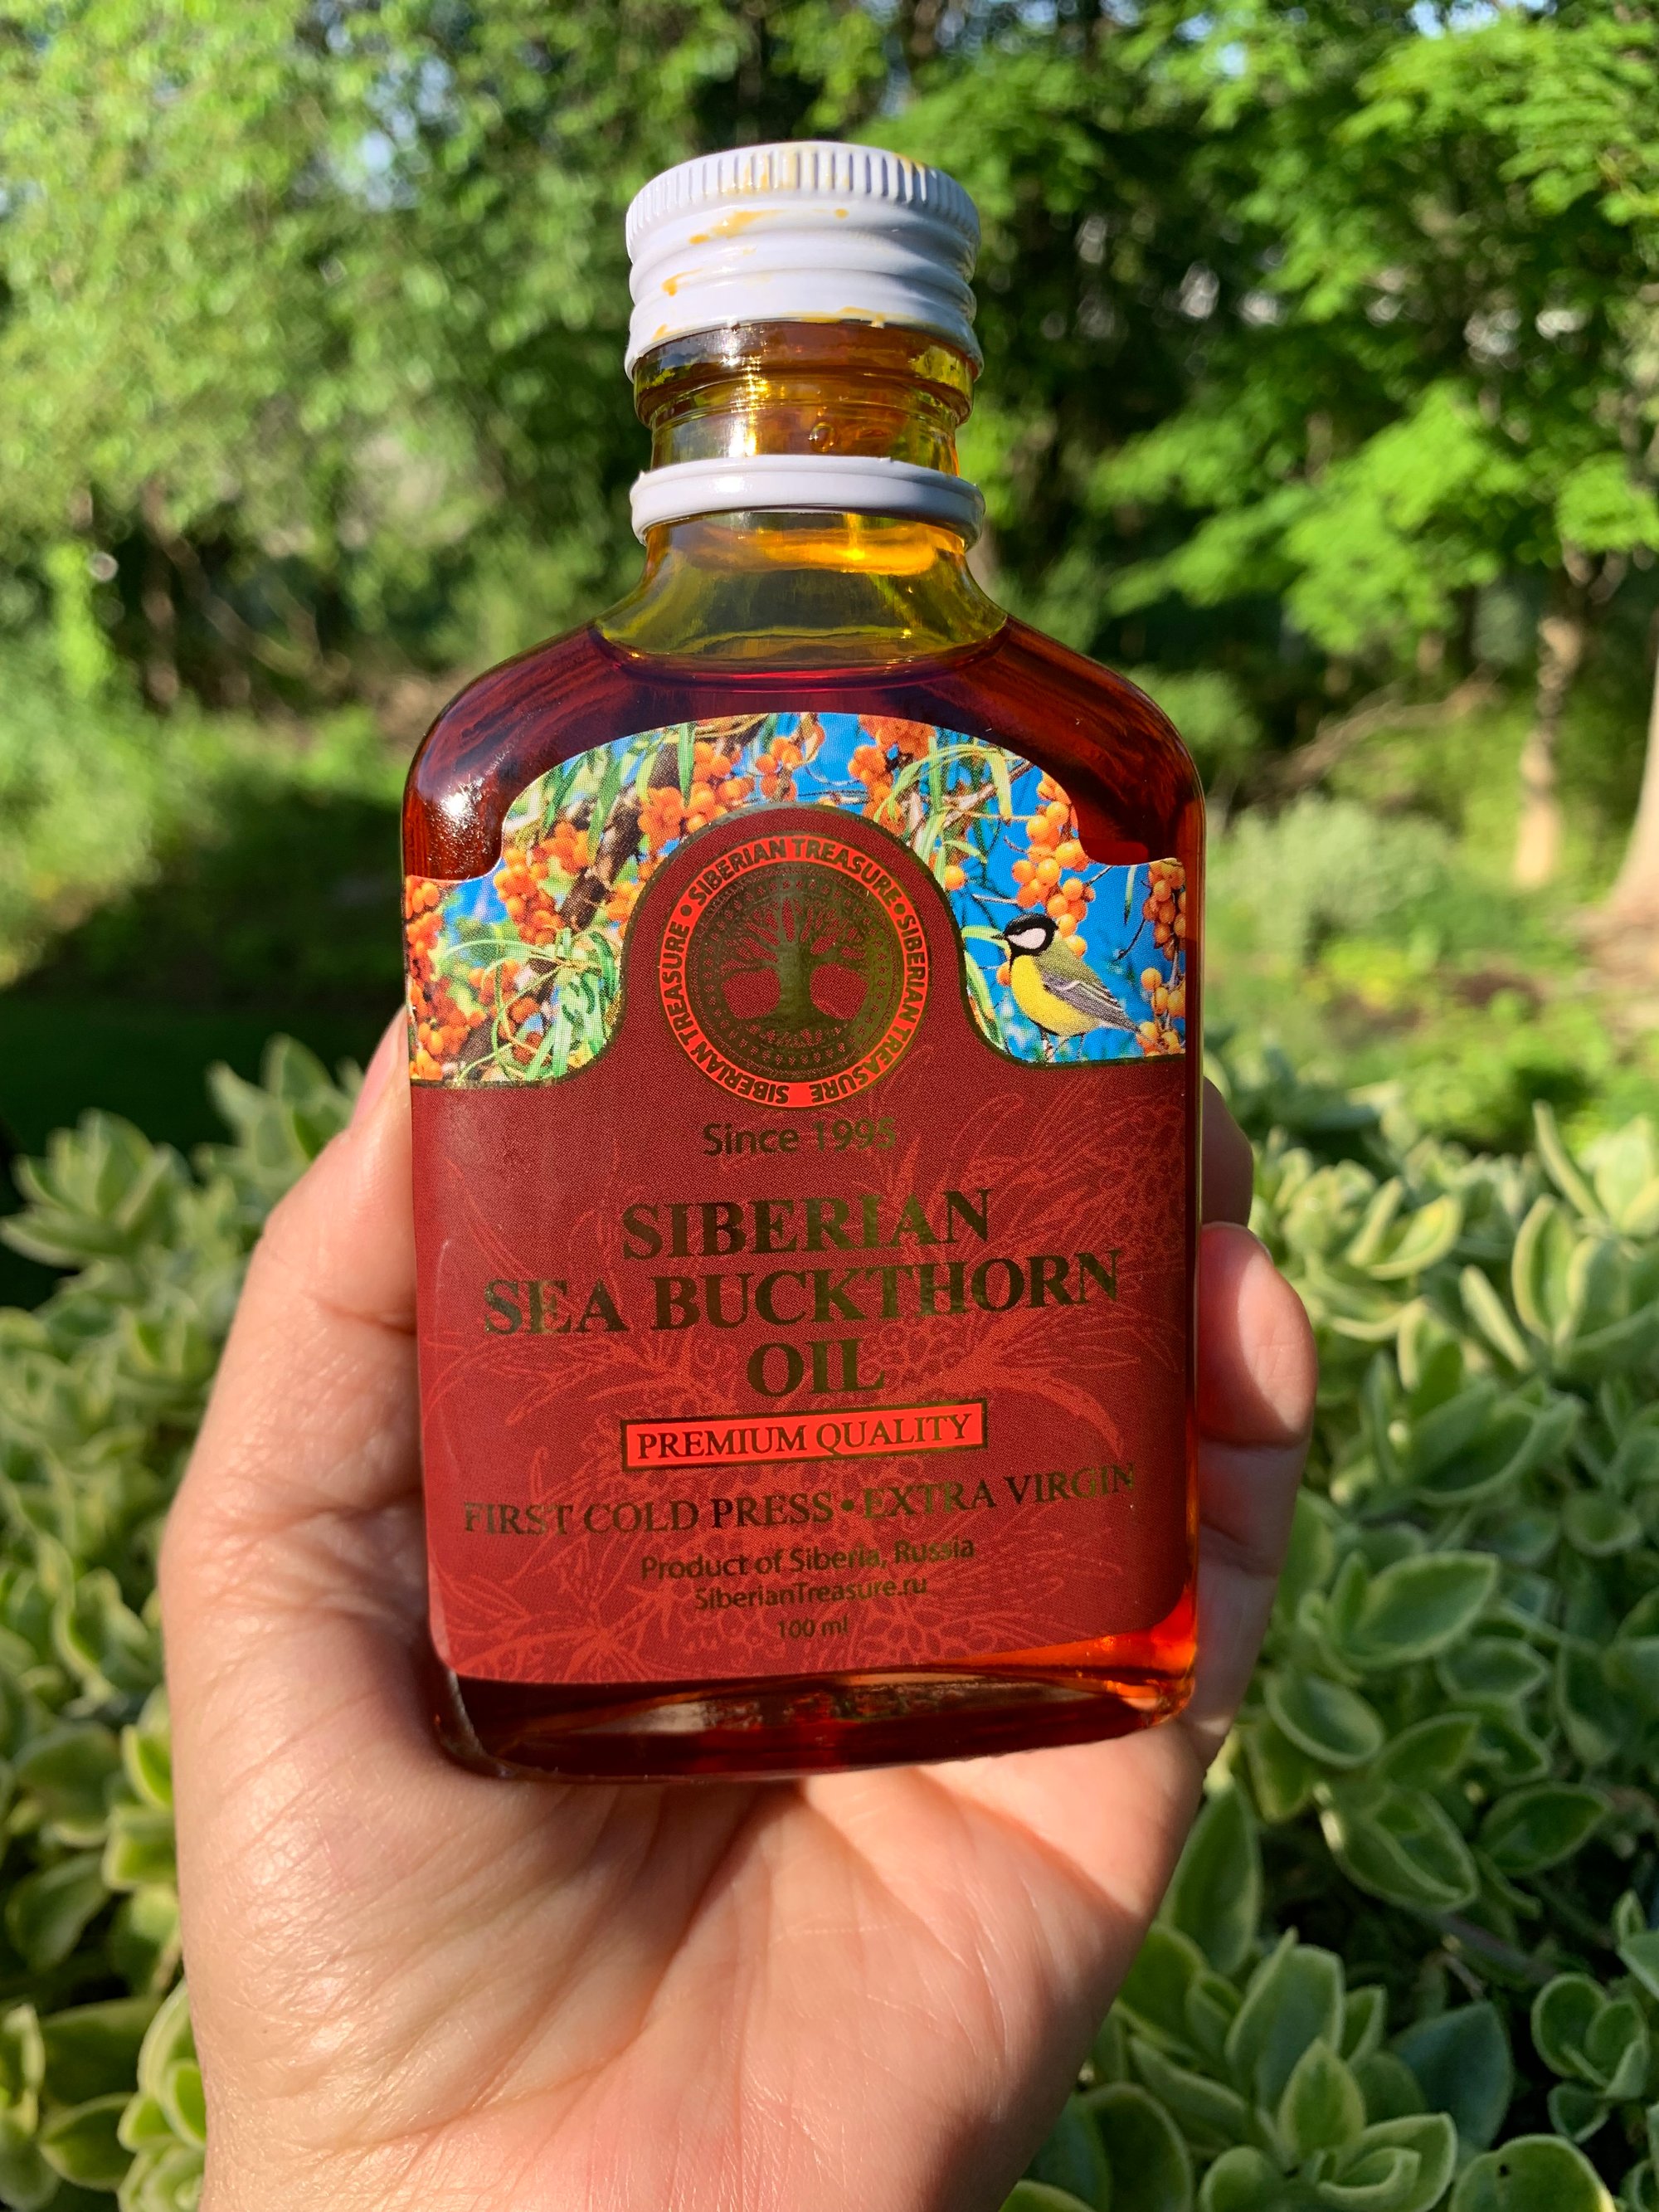 SIBERIAN TREASURE • SIBERIAN TREASURE SIBERIAN TREASURE •
Since 1995
SIBERIAN
SEA BUCKTHORN
OIL
PREMIUM QUALITY
FIRST COLD PRESS • EXTRA VIRGIN
Product of Siberia, Russia
SiberianTreasure.ru
100 ml